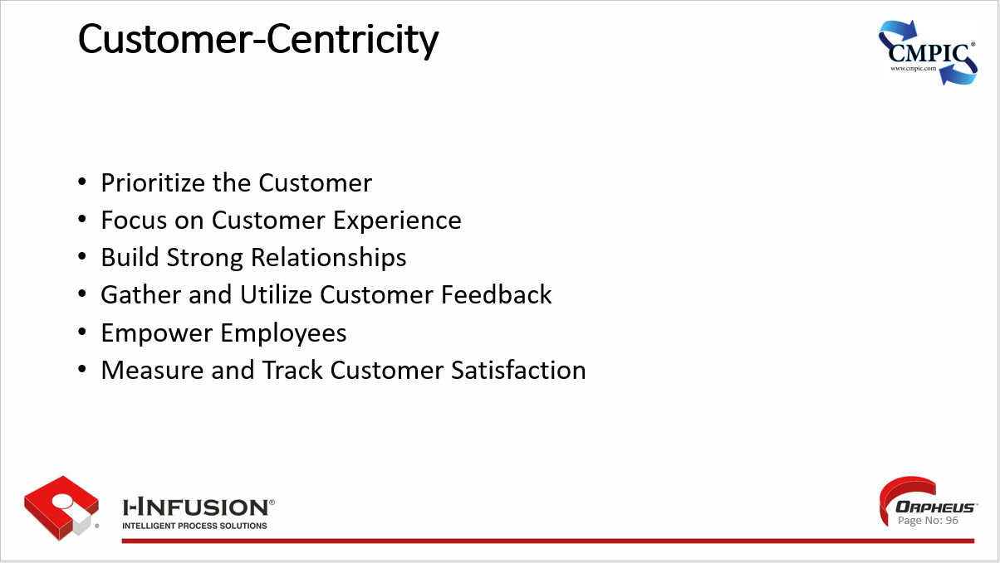 Customer-Centricity
CMPIC®
www.cmpic.com
• Prioritize the Customer
• Focus on Customer Experience
• Build Strong Relationships
• Gather and Utilize Customer Feedback
• Empower Employees
• Measure and Track Customer Satisfaction
®
I-INFUSION®
INTELLIGENT PROCESS SOLUTIONS
ORPHEUS™
Page No: 96